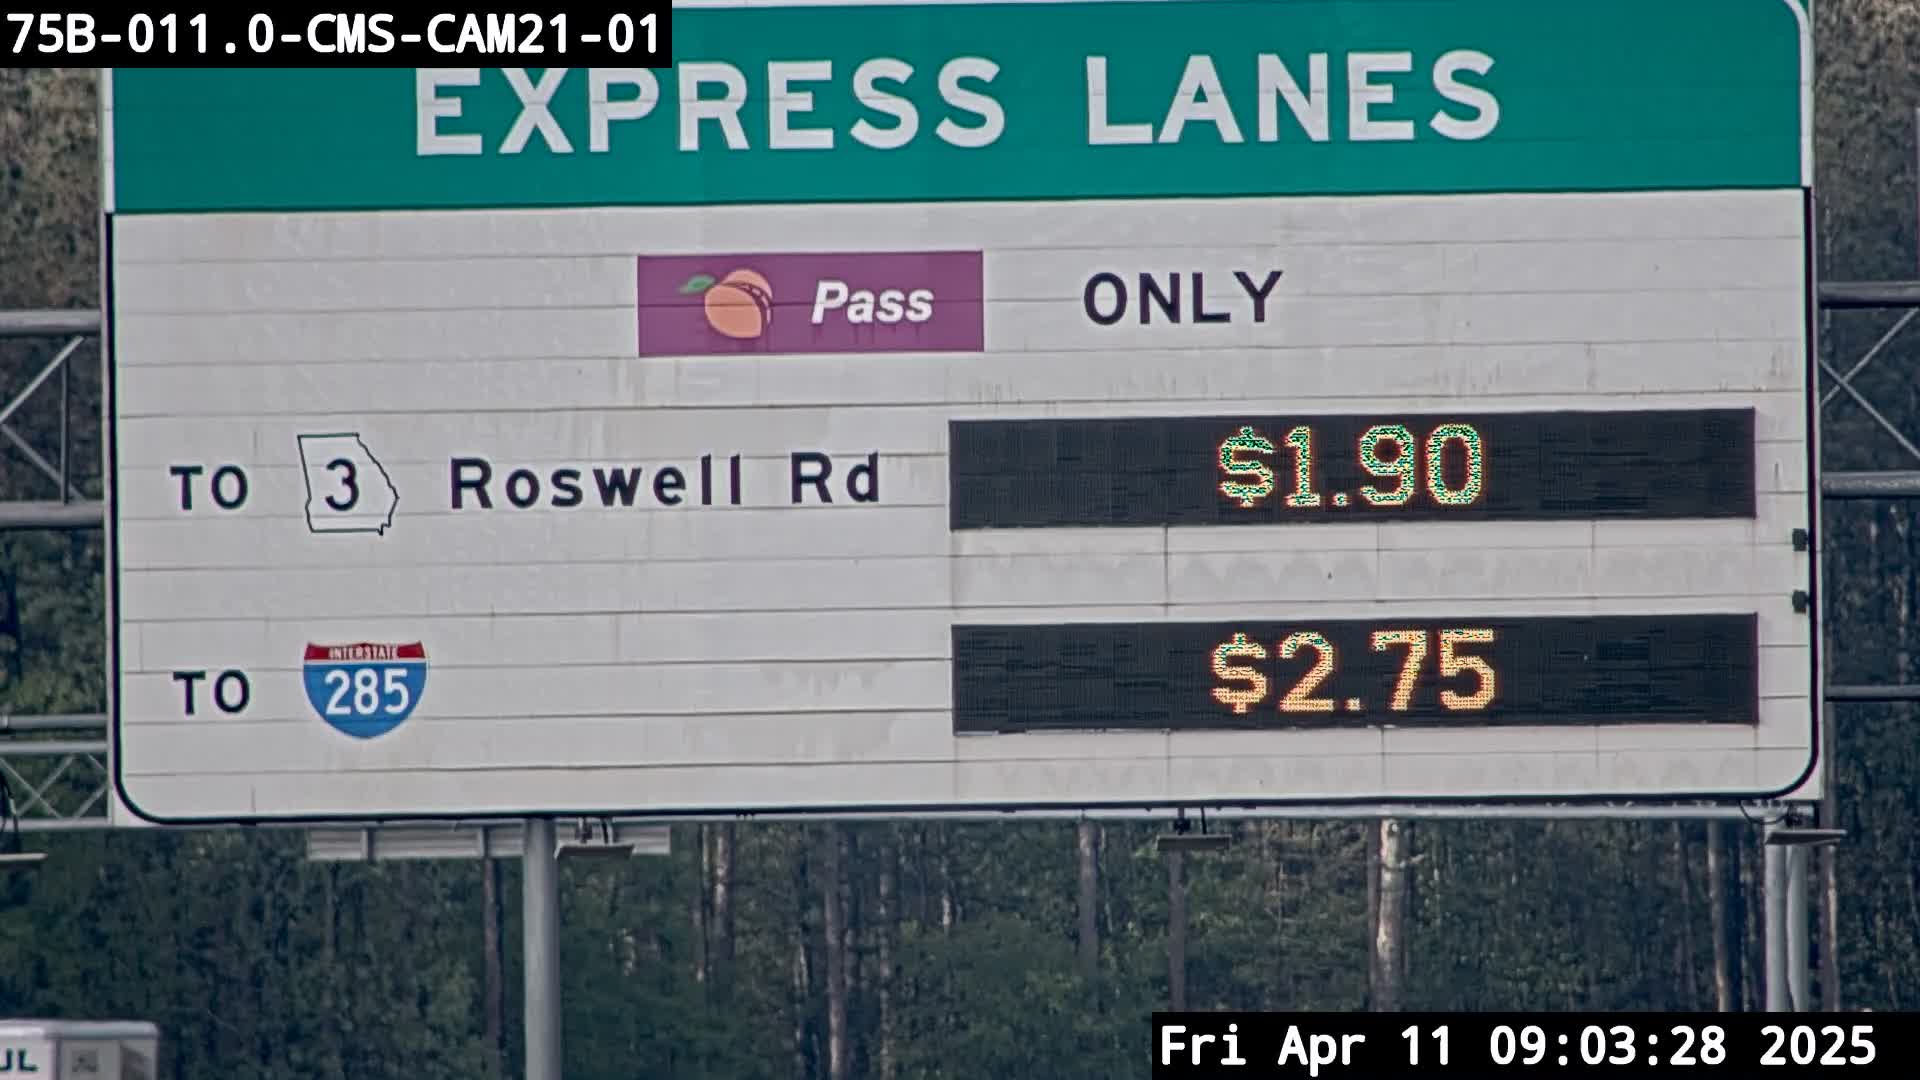 75B-011.0-CMS-CAM21-01
EXPRESS LANES
Pass ONLY
TO 3 Roswell Rd $1.90
TO INTERSTATE 285 $2.75
UL
Fri Apr 11 09:03:28 2025